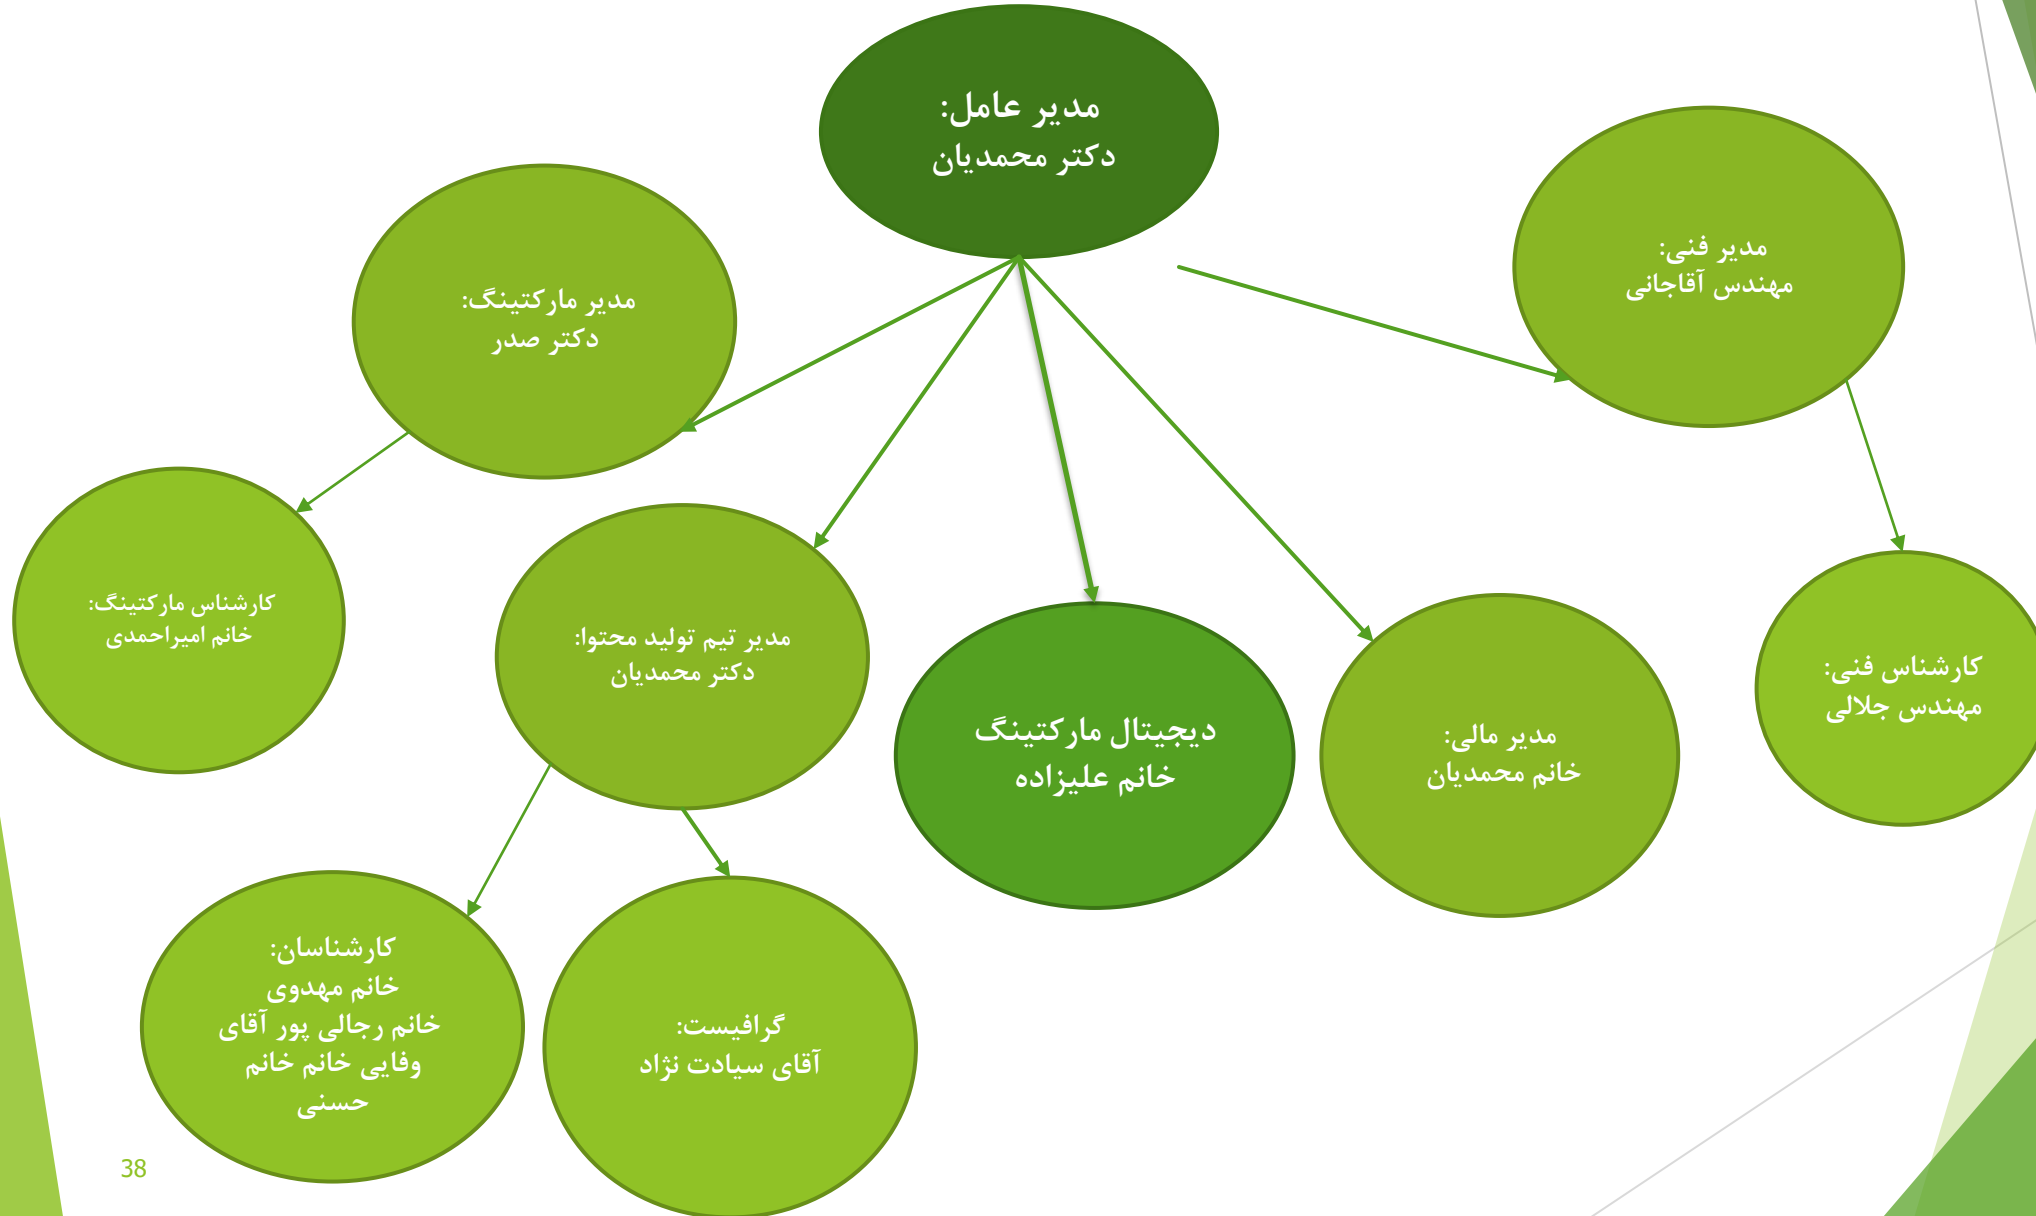 مدیر عامل:
دکتر محمدیان
مدیر فنی:
مهندس آقاجانی
مدیر مارکتینگ:
دکتر صدر
کارشناس مارکتینگ:
خانم امیراحمدی
مدیر تیم تولید محتوا:
دکتر محمدیان
دیجیتال مارکتینگ
خانم علیزاده
مدیر مالی:
خانم محمدیان
کارشناس فنی:
مهندس جلالی
کارشناسان:
خانم مهدوی
خانم رجالی پور آقای
وفایی خانم خانم
حسنی
گرافیست:
آقای سیادت نژاد
38